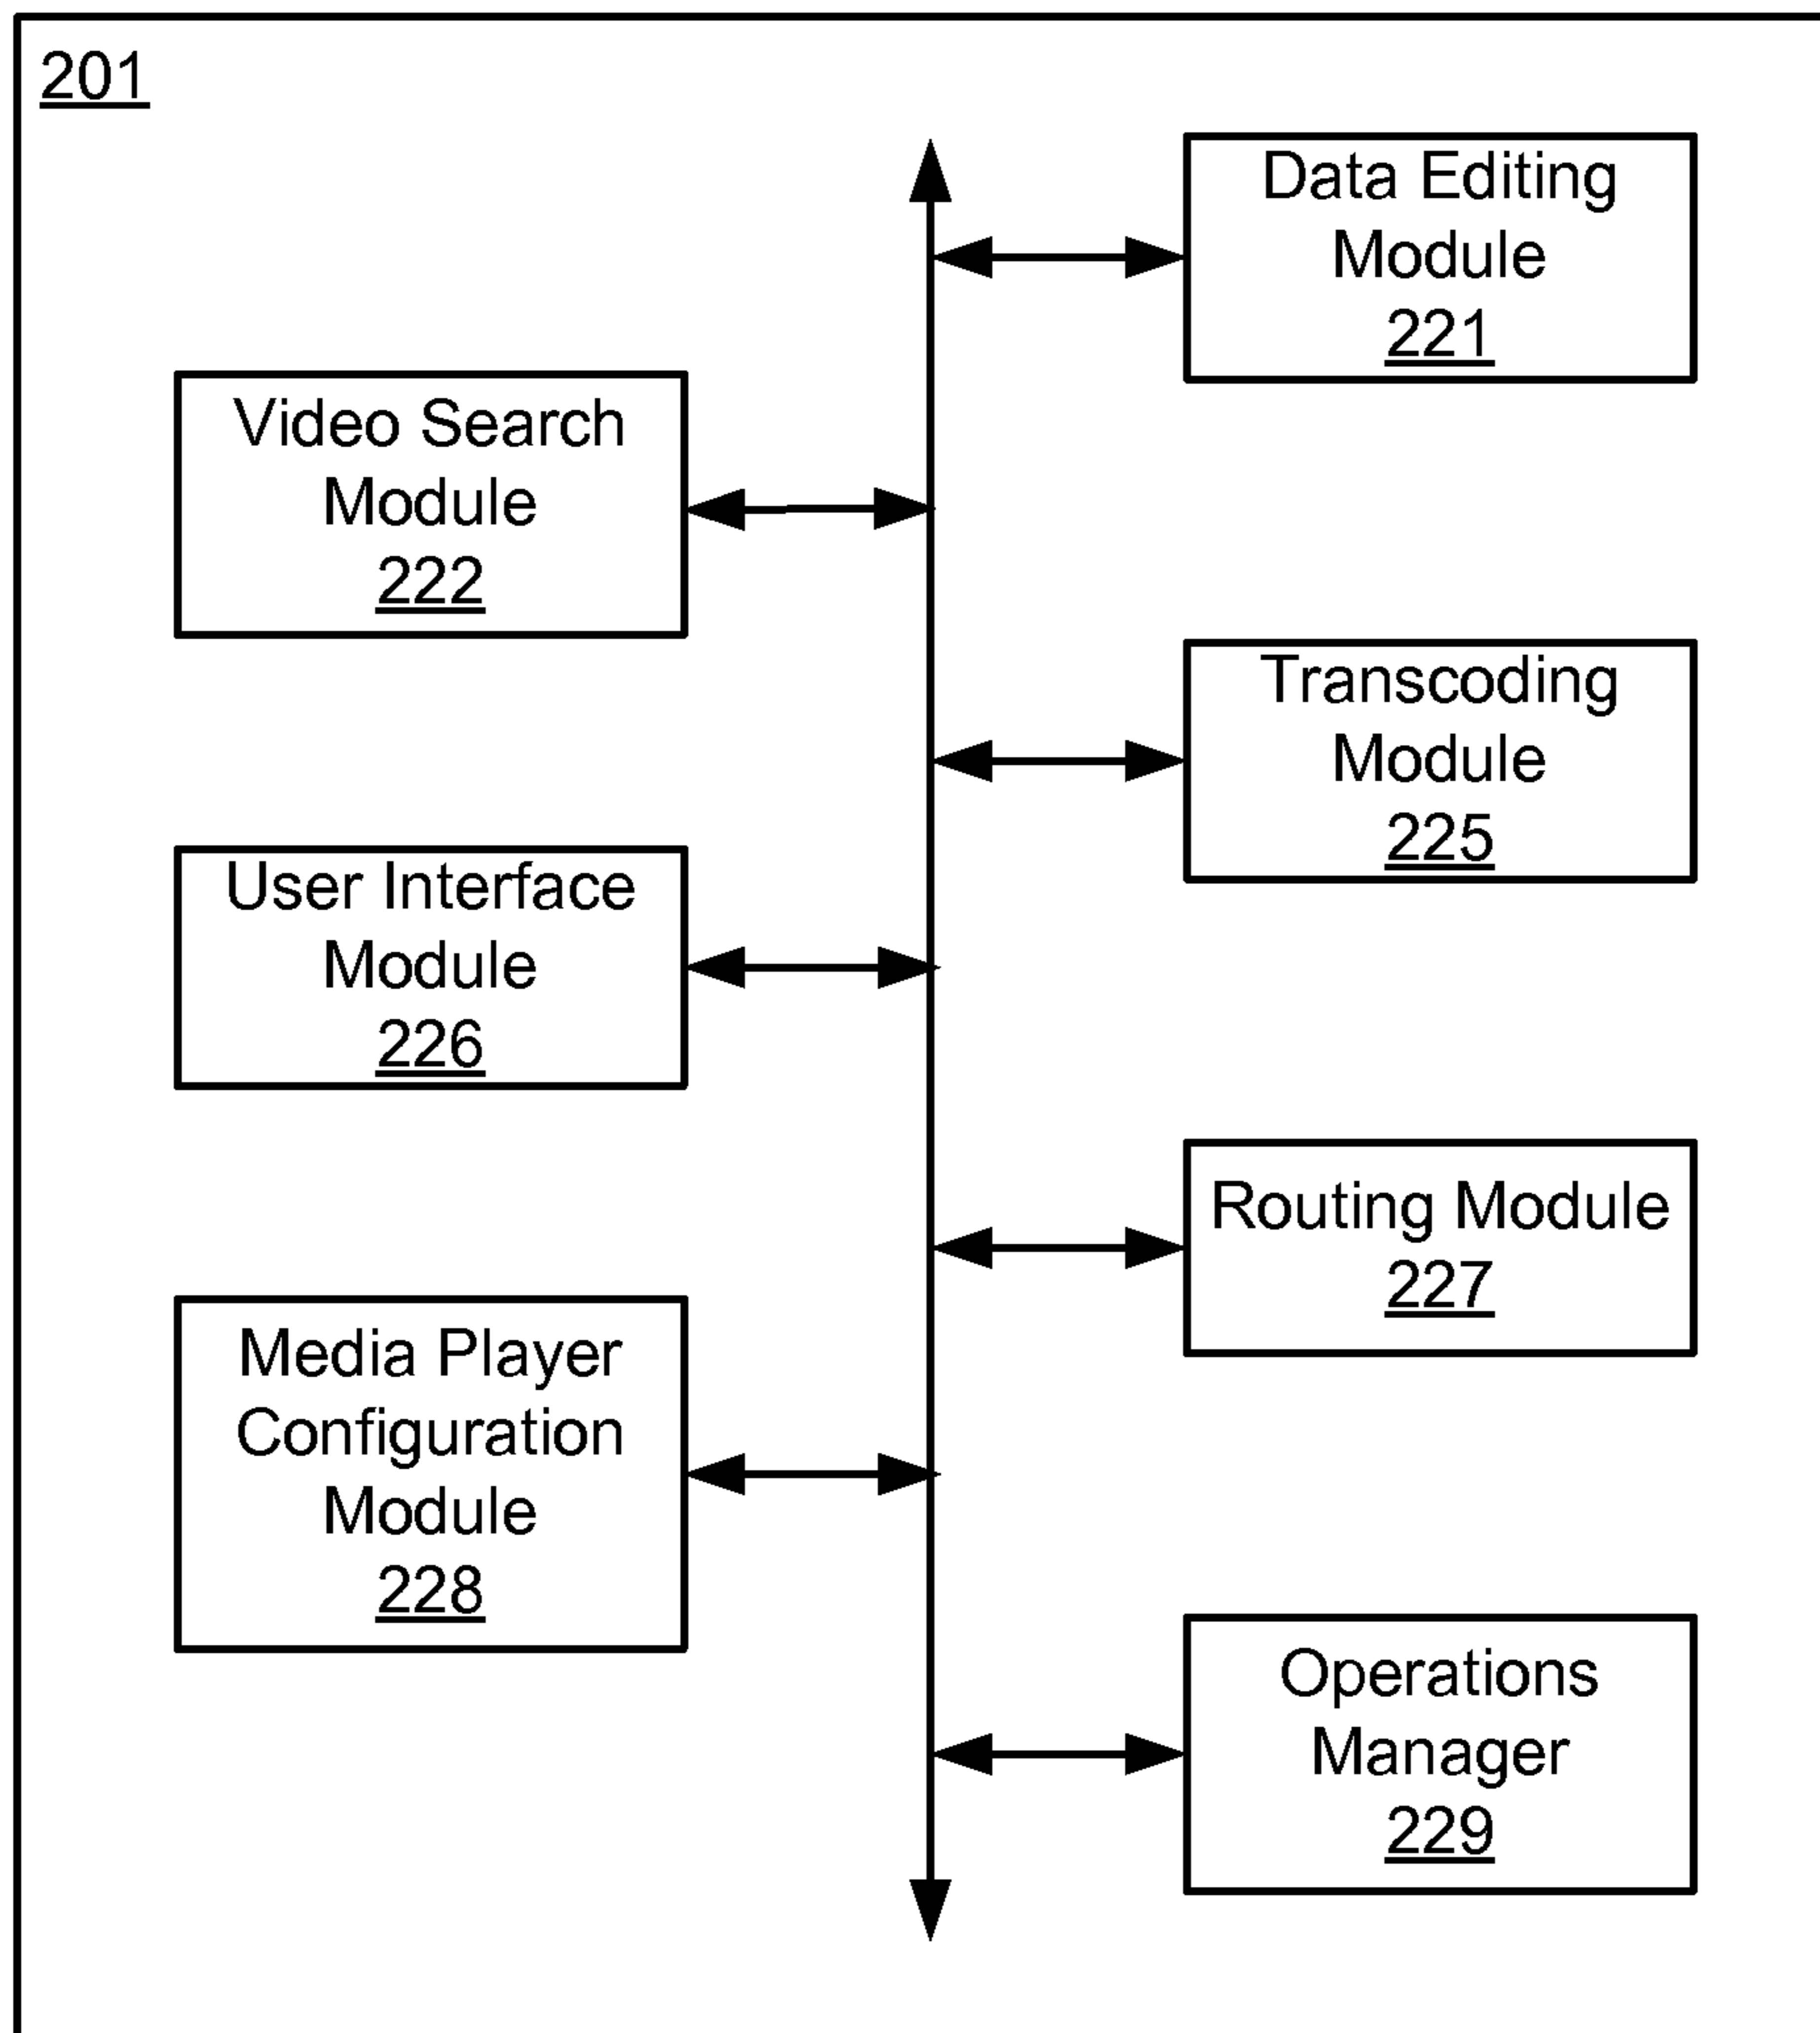 201
Data Editing
Module
221
Video Search
Module
222
Transcoding
Module
225
User Interface
Module
226
Routing Module
227
Media Player
Configuration
Module
228
Operations
Manager
229